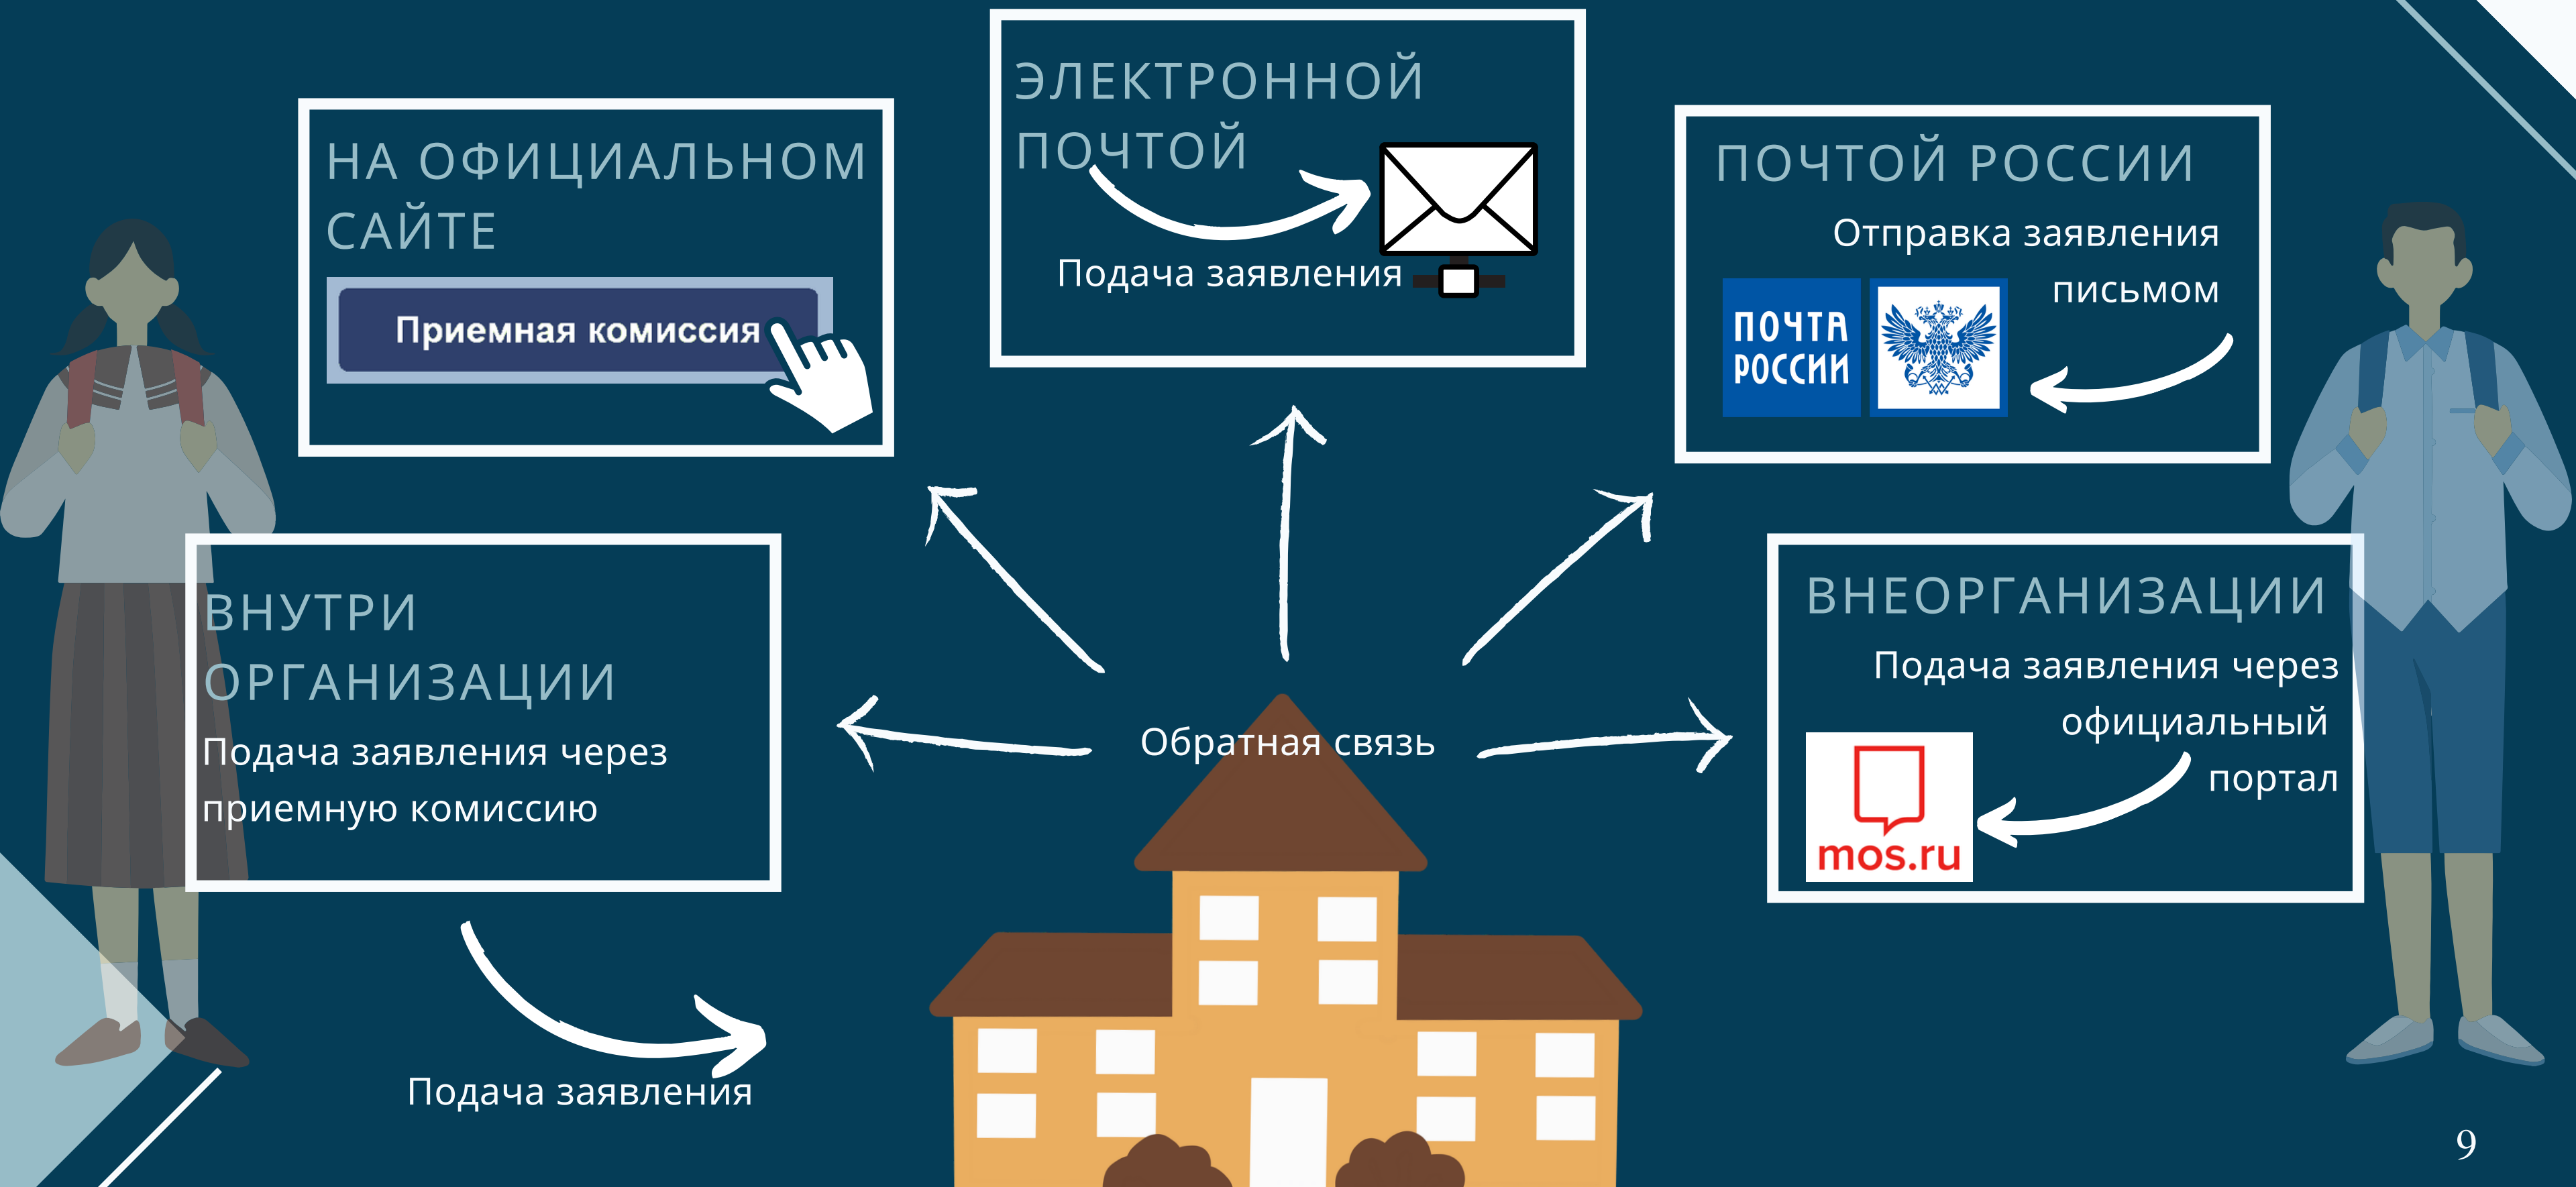 НА ОФИЦИАЛЬНОМ
САЙТЕ
Приемная комиссия
ЭЛЕКТРОННОЙ
ПОЧТОЙ
Подача заявления
ПОЧТОЙ РОССИИ
Отправка заявления
письмом
ПОЧТА
РОССИИ
ВНУТРИ
ОРГАНИЗАЦИИ
Подача заявления через
приемную комиссию
Обратная связь
ВНЕОРГАНИЗАЦИИ
Подача заявления через
официальный
портал
mos.ru
Подача заявления
9